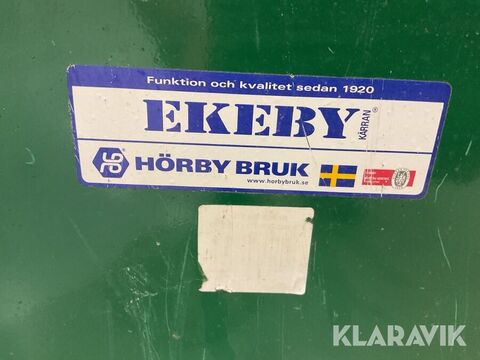 Funktion och kvalitet sedan 1920
EKEBY
KÄRRAN®
HÖRBY BRUK
www.horbybruk.se
KLARAVIK